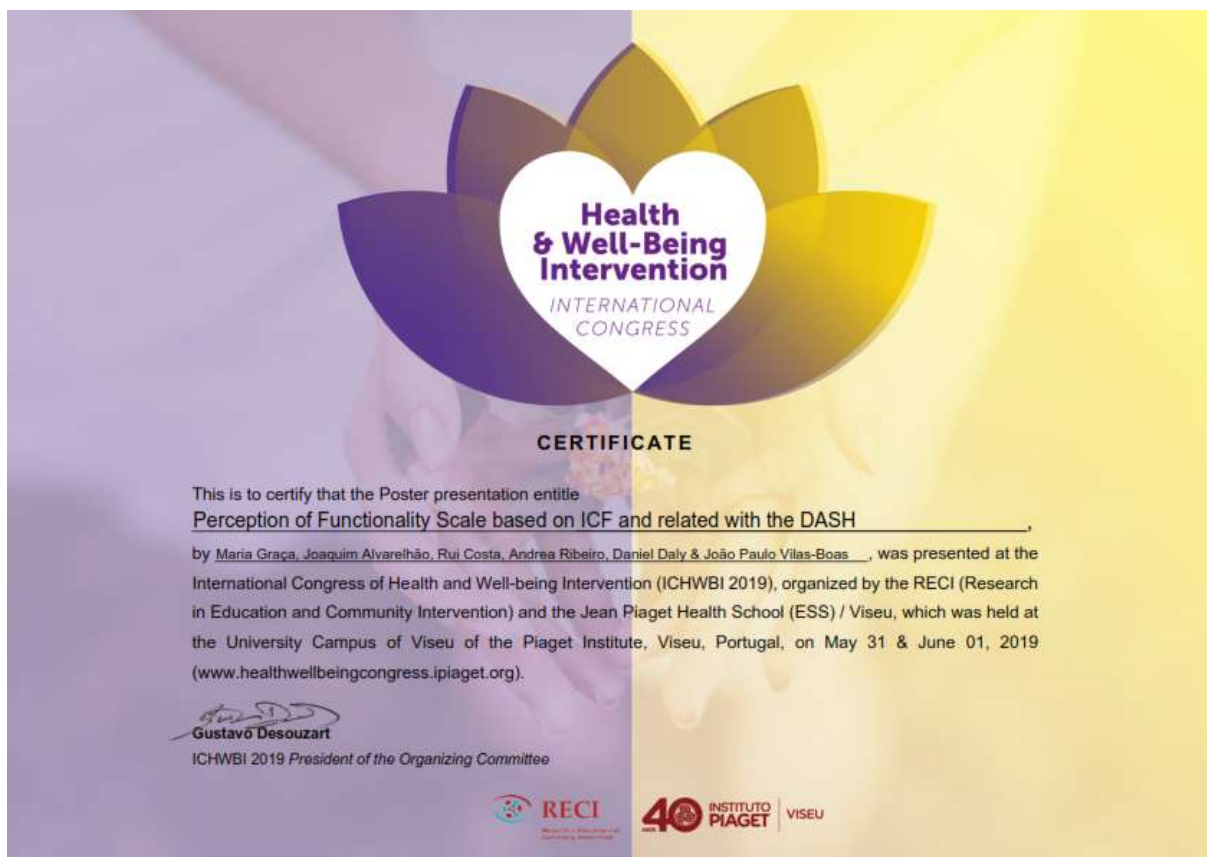 Health
& Well-Being
Intervention
INTERNATIONAL
CONGRESS
CERTIFICATE
This is to certify that the Poster presentation entitle
Perception of Functionality Scale based on ICF and related with the DASH,
by Maria Graça, Joaquim Alvarelhão, Rui Costa, Andrea Ribeiro, Daniel Daly & João Paulo Vilas-Boas, was presented at the
International Congress of Health and Well-being Intervention (ICHWBI 2019), organized by the RECI (Research
in Education and Community Intervention) and the Jean Piaget Health School (ESS) / Viseu, which was held at
the University Campus of Viseu of the Piaget Institute, Viseu, Portugal, on May 31 & June 01, 2019
(www.healthwellbeingcongress.ipiaget.org).
Gustavo Desouzart
ICHWBI 2019 President of the Organizing Committee
RECI
40
INSTITUTO
PIAGET
VISEU